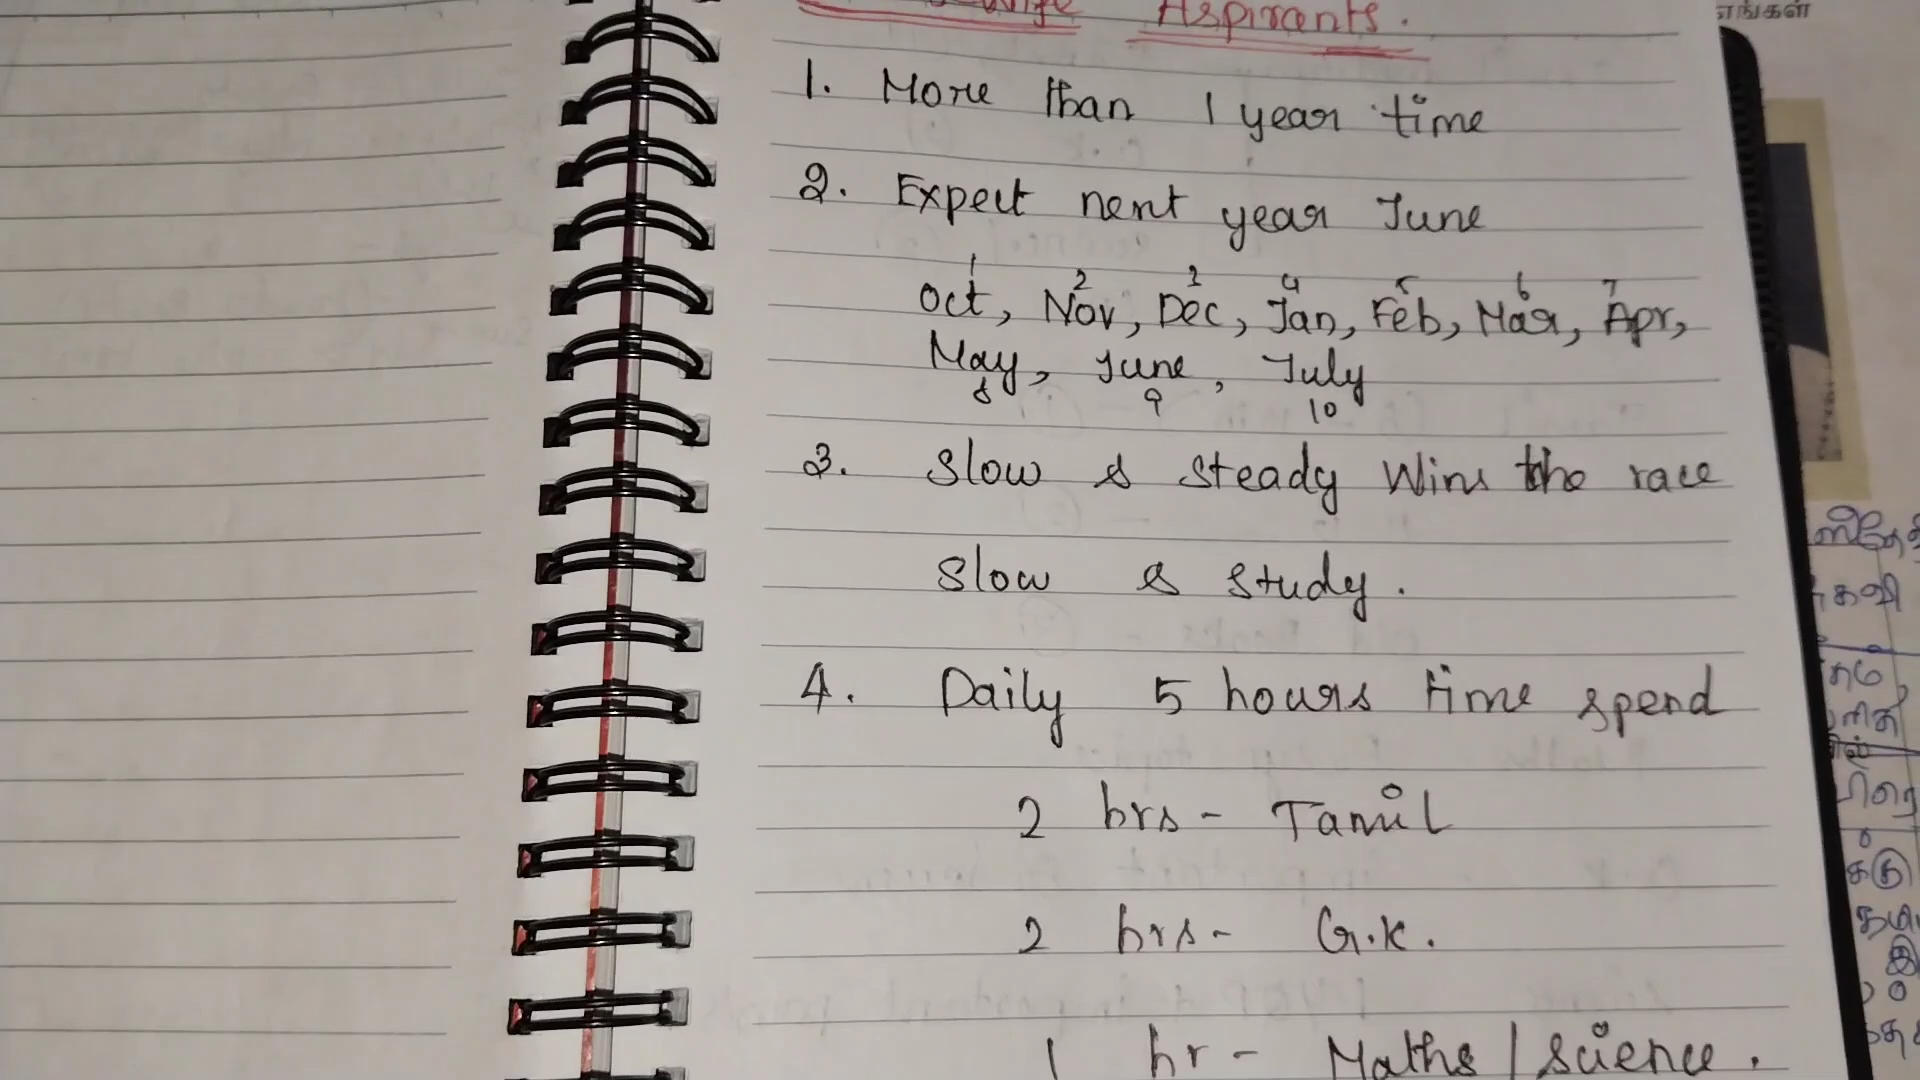 Aspirants.
எங்கள்
1. More than 1 year time
2. Expect next year June
1 2 3 4 5 6 7
Oct, Nov, Dec, Jan, Feb, Mar, Apr,
May, June, July
8 9 10
3. Slow & steady wins the race
Slow & study.
4. Daily 5 hours time spend
2 hrs - Tamil
2 hrs - G.K.
1 hr - Maths / Science.